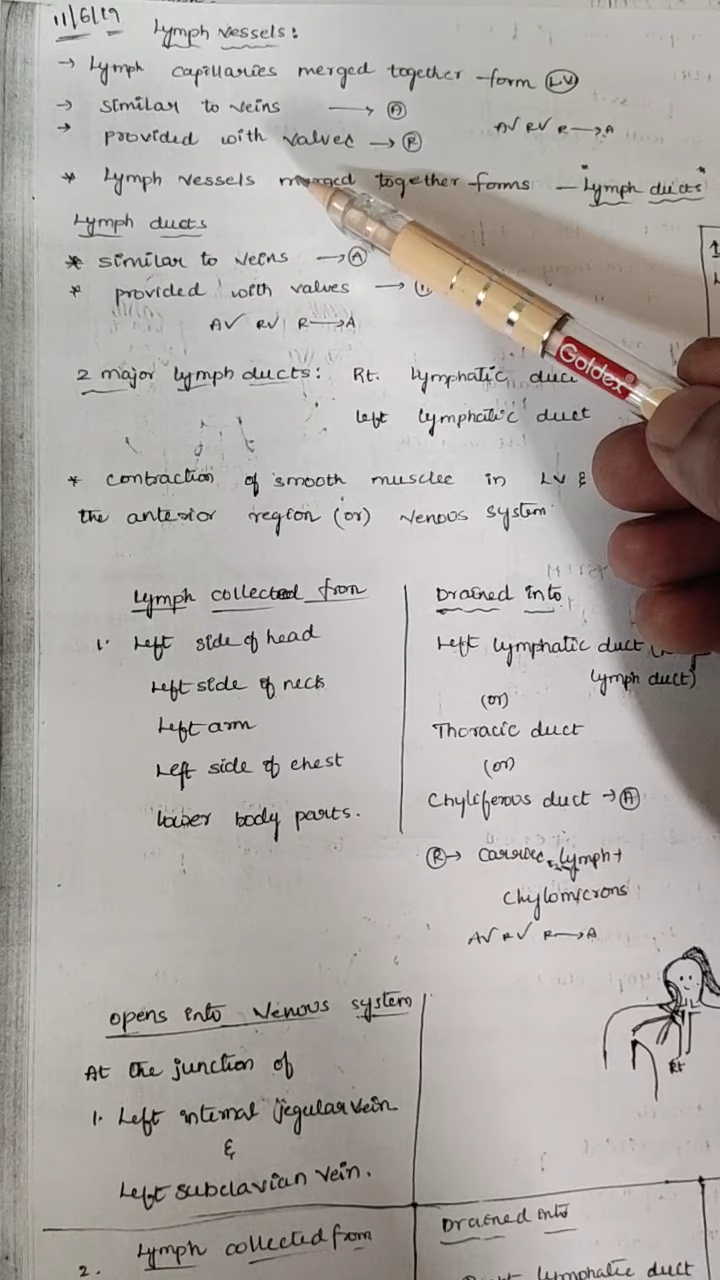 11/6/19
Lymph vessels:
→ Lymph capillaries merged together form LV
→ similar to veins → A
→ provided with valves → R
AV RV R→A
* Lymph vessels merged together forms - "Lymph ducts"
Lymph ducts
* similar to veins → A
* provided with valves →
AV RV R→A
2 major lymph ducts: Rt. lymphatic duct
left lymphatic duct
Goldex
* contraction of smooth muscle in LV &
the anterior region (or) venous system
Lymph collected from
1. Left side of head
Left side of neck
Left arm
Left side of chest
lower body parts.
Drained into
Left lymphatic duct
lymph duct)
(or)
Thoracic duct
(or)
Chyliferous duct → A
R → carries lymph +
chylomicrons
AV RV R→A
Rt
opens into venous system
At the junction of
1. Left internal jegular vein
&
Left subclavian vein.
2. Lymph collected from
Drained into
lymphatic duct